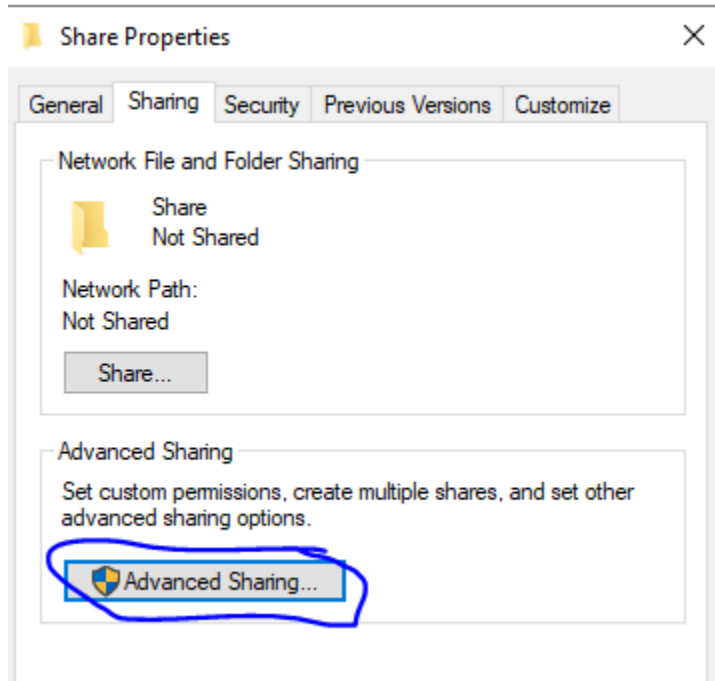 Share Properties
General Sharing Security Previous Versions Customize
Network File and Folder Sharing
Share
Not Shared
Network Path:
Not Shared
Share...
Advanced Sharing
Set custom permissions, create multiple shares, and set other
advanced sharing options.
Advanced Sharing...